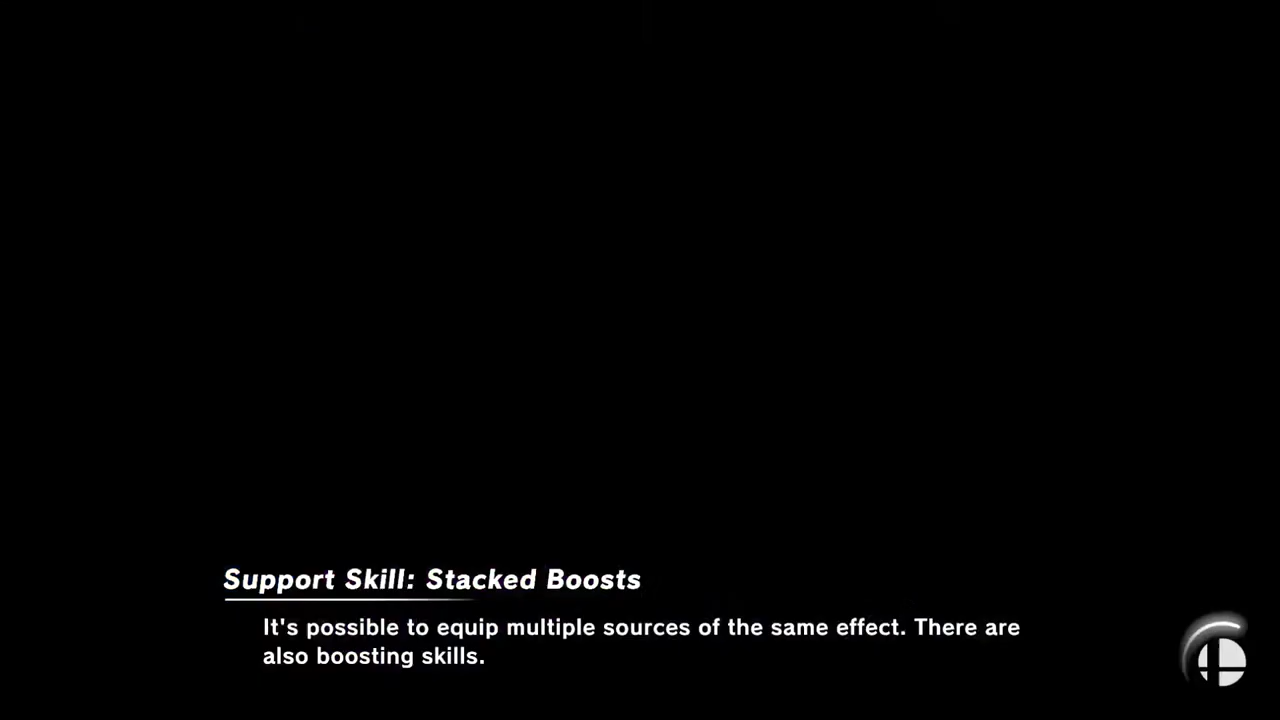 Support Skill: Stacked Boosts
It's possible to equip multiple sources of the same effect. There are
also boosting skills.